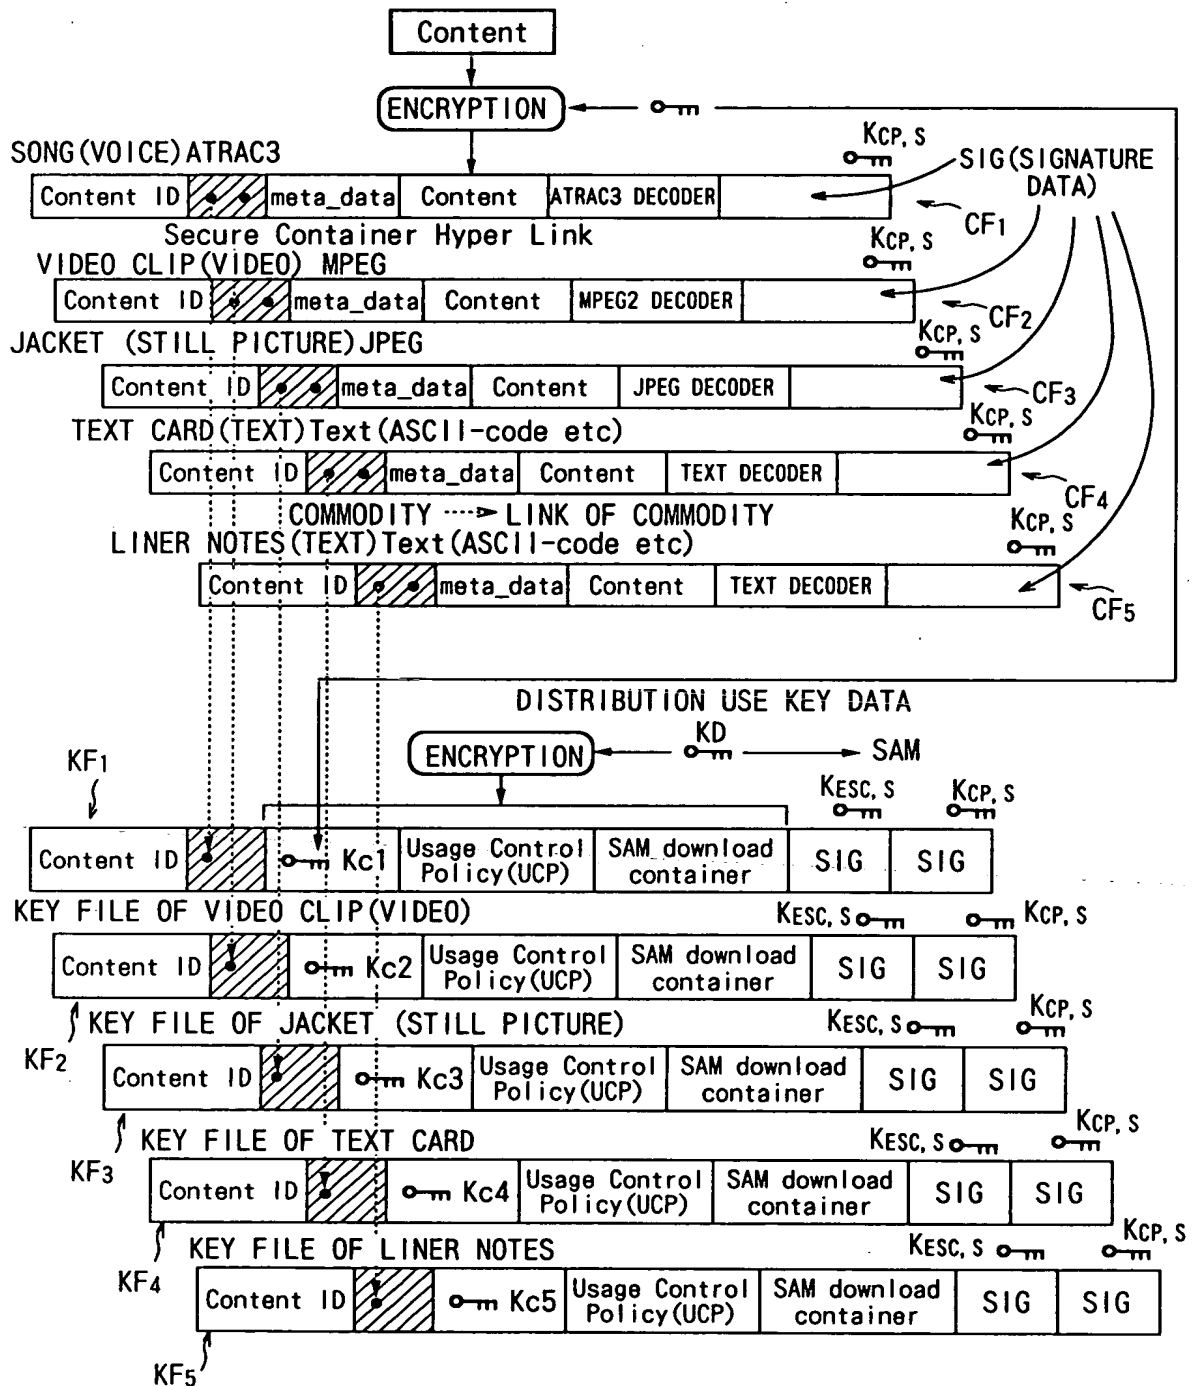 Content
ENCRYPTION
KCP, S
SONG(VOICE)ATRAC3
SIG(SIGNATURE
DATA)
Content ID meta_data Content ATRAC3 DECODER
CF1
Secure Container Hyper Link
KCP, S
VIDEO CLIP(VIDEO) MPEG
Content ID meta_data Content MPEG2 DECODER
CF2
KCP, S
JACKET (STILL PICTURE)JPEG
Content ID meta_data Content JPEG DECODER
CF3
KCP, S
TEXT CARD(TEXT)Text(ASCII-code etc)
Content ID meta_data Content TEXT DECODER
CF4
COMMODITY LINK OF COMMODITY
KCP, S
LINER NOTES(TEXT)Text(ASCII-code etc)
Content ID meta_data Content TEXT DECODER
CF5
DISTRIBUTION USE KEY DATA
ENCRYPTION KD SAM
KF1
KESC, S KCP, S
Content ID Kc1 Usage Control Policy(UCP) SAM download container SIG SIG
KEY FILE OF VIDEO CLIP(VIDEO)
KESC, S KCP, S
Content ID Kc2 Usage Control Policy(UCP) SAM download container SIG SIG
KF2
KEY FILE OF JACKET (STILL PICTURE)
KESC, S KCP, S
Content ID Kc3 Usage Control Policy(UCP) SAM download container SIG SIG
KF3
KEY FILE OF TEXT CARD
KESC, S KCP, S
Content ID Kc4 Usage Control Policy(UCP) SAM download container SIG SIG
KF4
KEY FILE OF LINER NOTES
KESC, S KCP, S
Content ID Kc5 Usage Control Policy(UCP) SAM download container SIG SIG
KF5